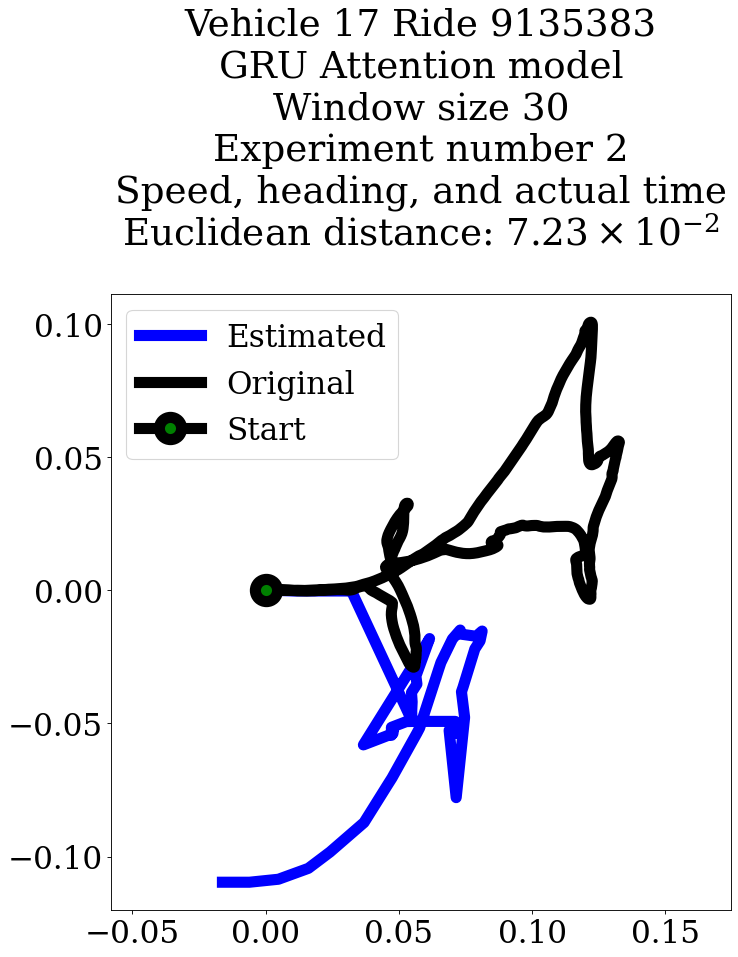 Vehicle 17 Ride 9135383
GRU Attention model
Window size 30
Experiment number 2
Speed, heading, and actual time
Euclidean distance: 7.23 × 10⁻²
Estimated
Original
Start
0.10
0.05
0.00
−0.05
−0.10
−0.05 0.00 0.05 0.10 0.15